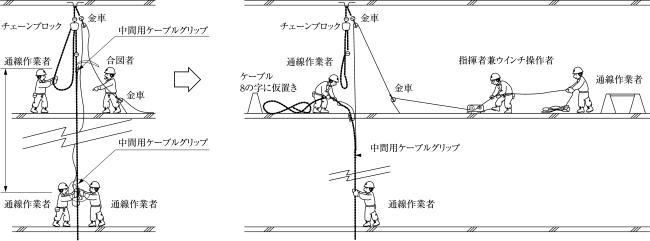 金車
チェーンブロック
中間用ケーブルグリップ
合図者
通線作業者
金車
中間用ケーブルグリップ
通線作業者
通線作業者
金車
チェーンブロック
通線作業者
ケーブル
8の字に仮置き
金車
指揮者兼ウインチ操作者
通線作業者
中間用ケーブルグリップ
通線作業者